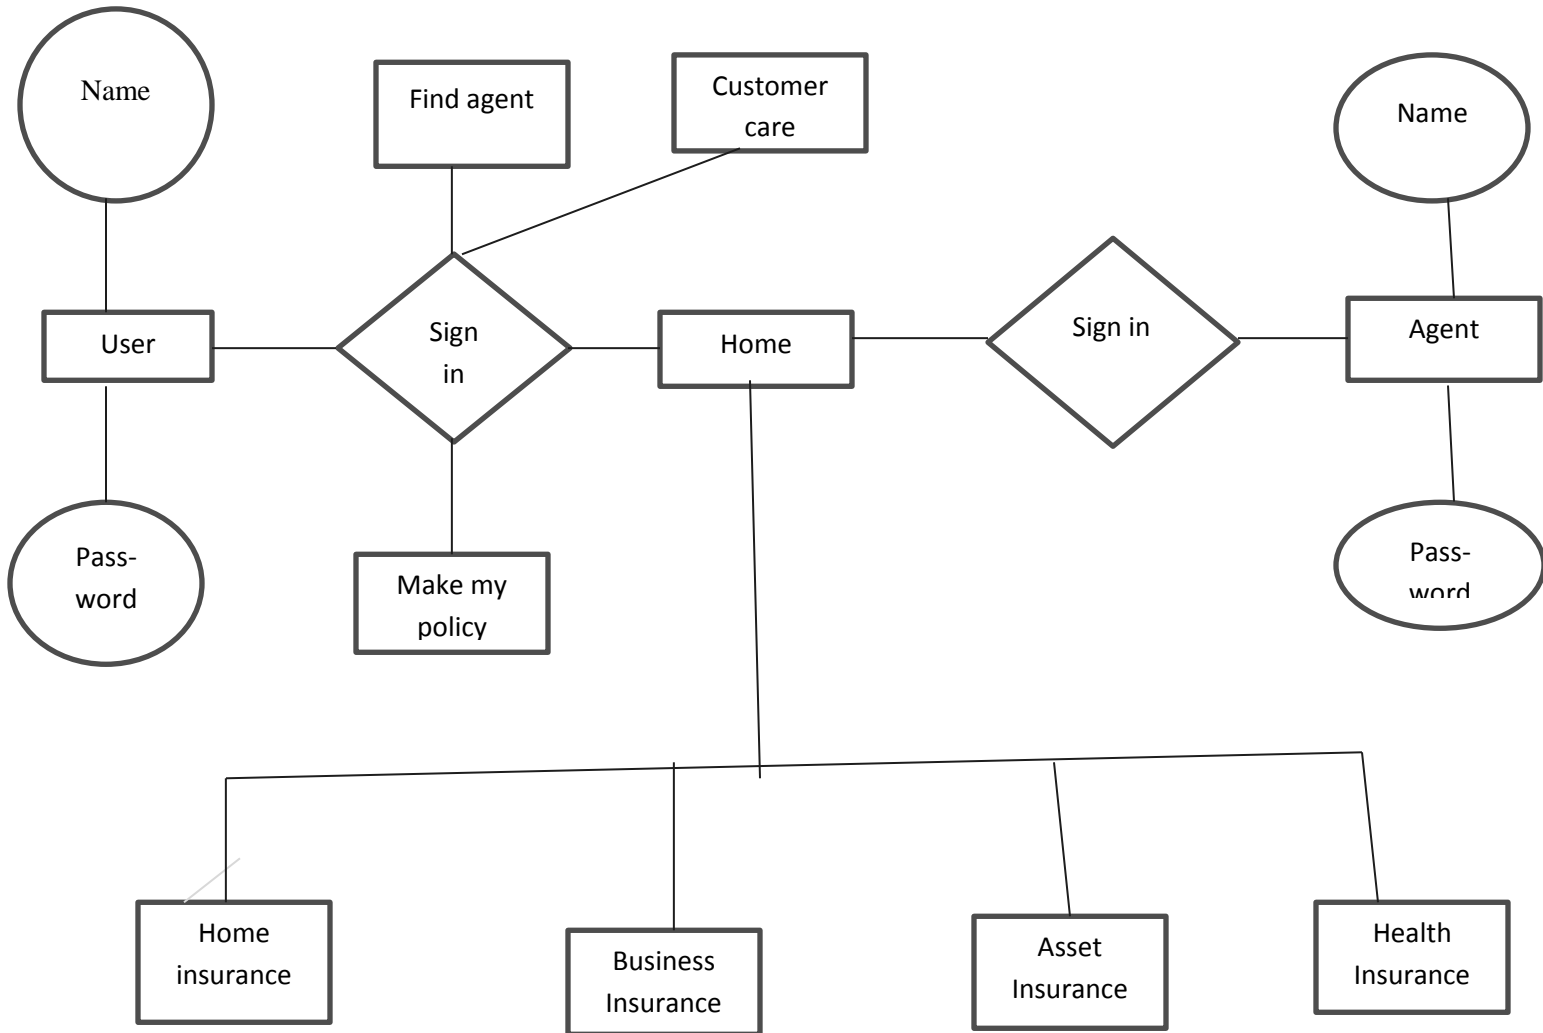 Name
Find agent
Customer
care
Name
User
Sign
in
Home
Sign in
Agent
Pass-
word
Make my
policy
Pass-
word
Home
insurance
Business
Insurance
Asset
Insurance
Health
Insurance